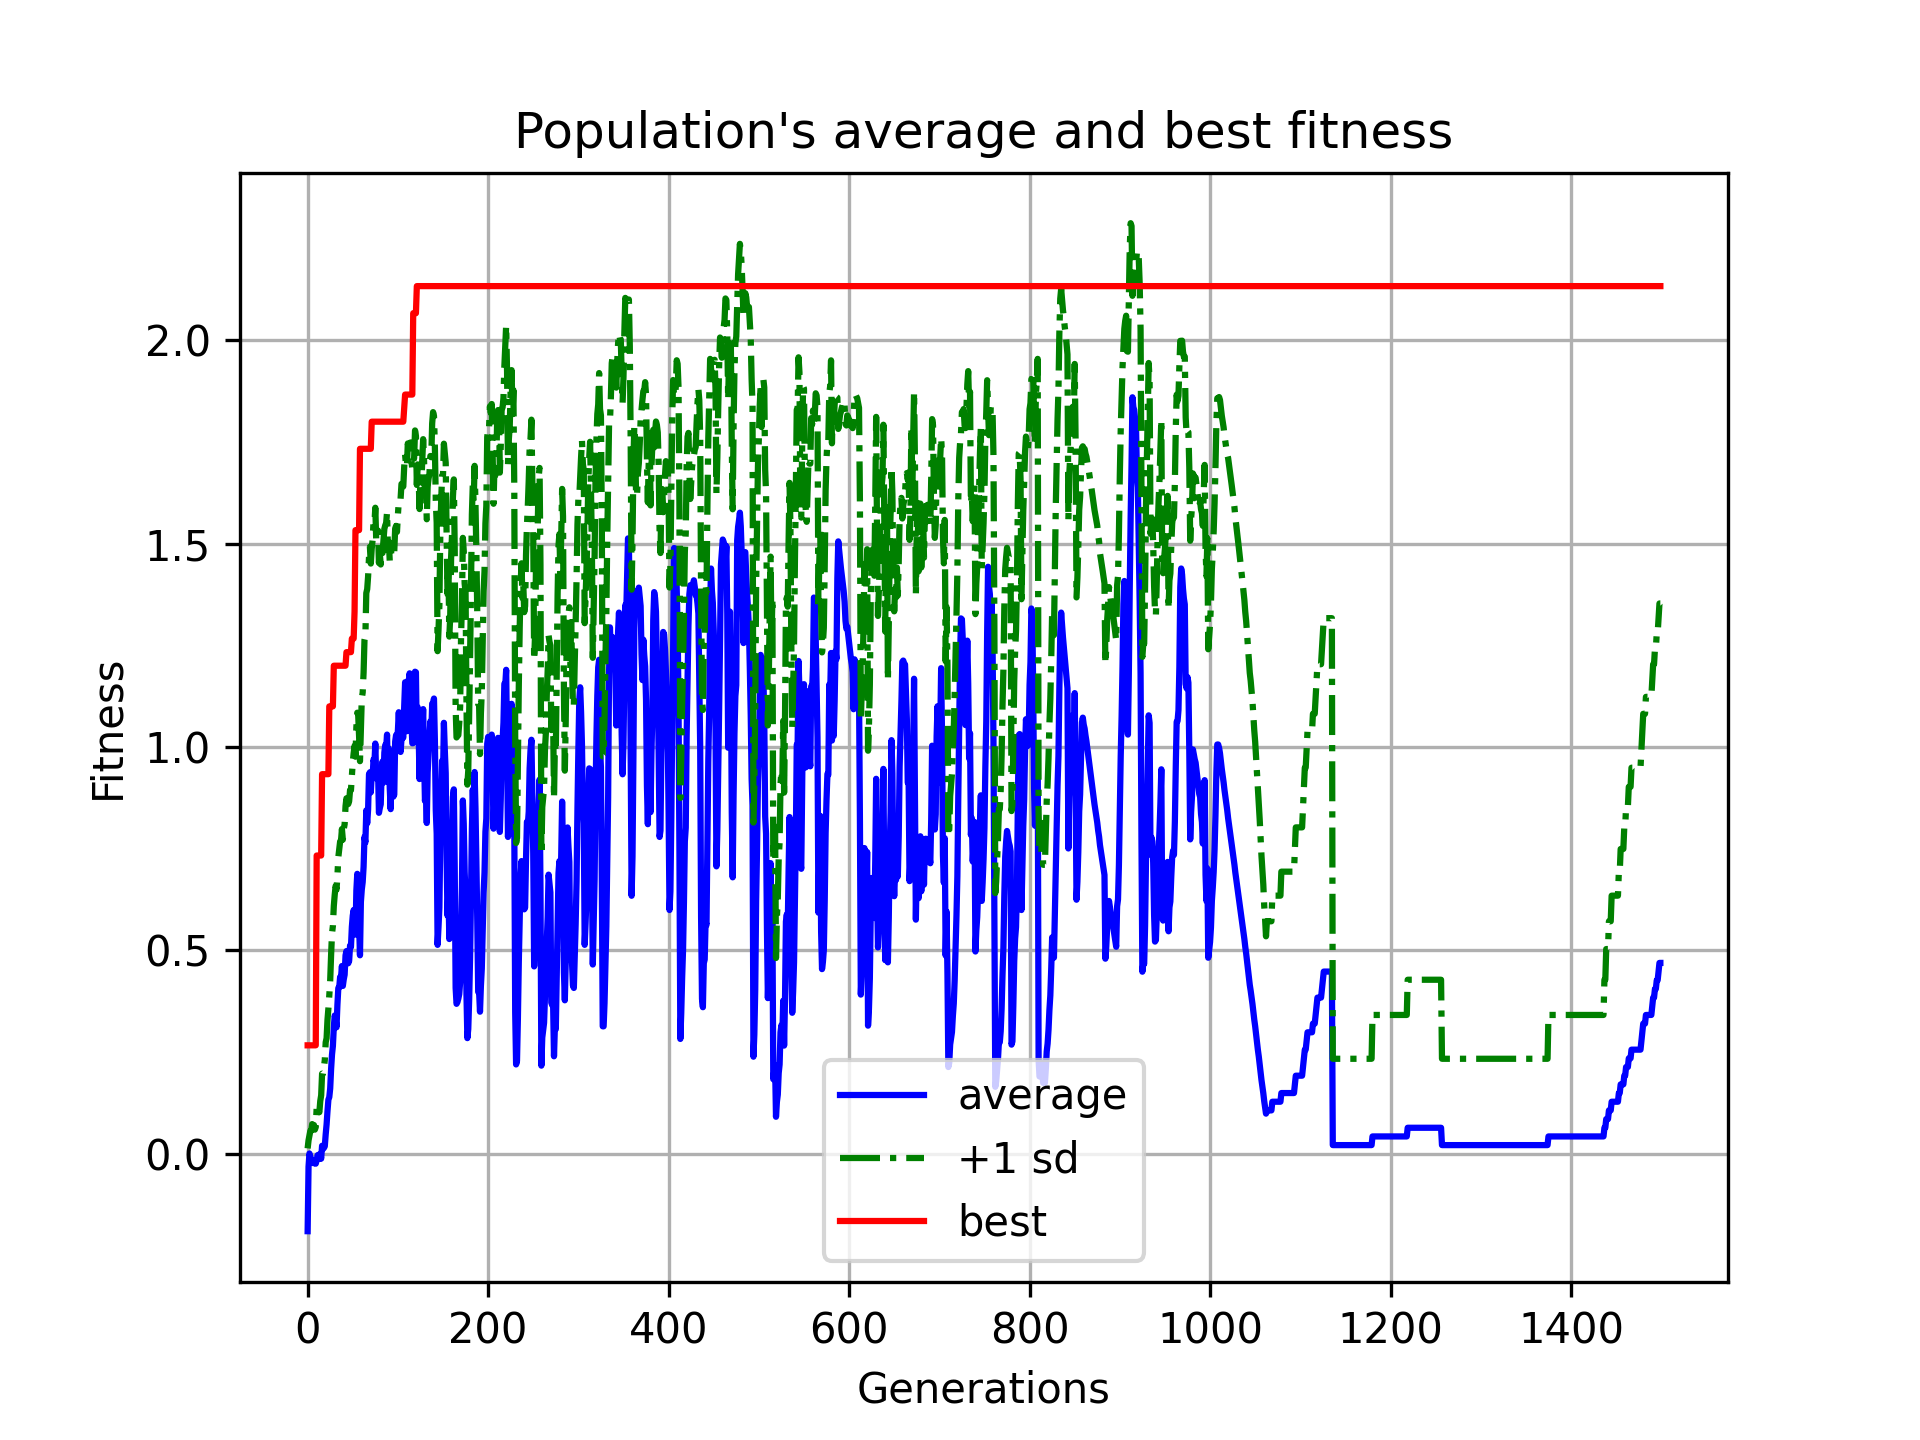 Population's average and best fitness
Fitness
2.0
1.5
1.0
0.5
0.0
average
+1 sd
best
0 200 400 600 800 1000 1200 1400
Generations